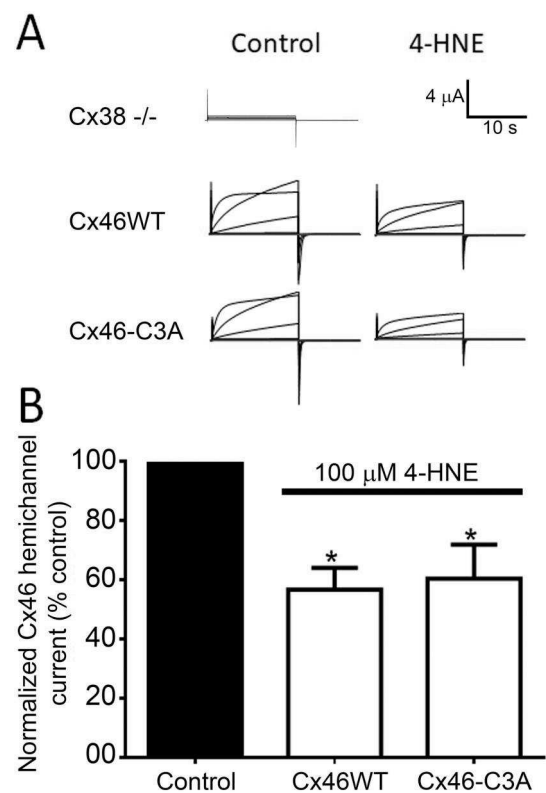 A
Control 4-HNE
Cx38 -/-
4 µA
10 s
Cx46WT
Cx46-C3A
B
Normalized Cx46 hemichannel
current (% control)
100
80
60
40
20
00
100 µM 4-HNE
*
*
Control Cx46WT Cx46-C3A